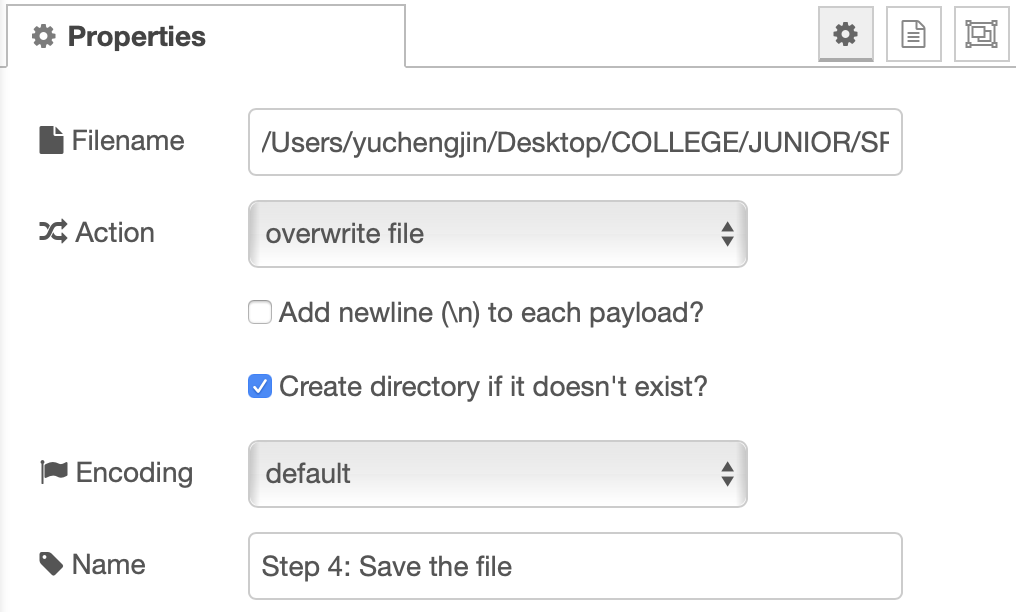 Properties
Filename
/Users/yuchengjin/Desktop/COLLEGE/JUNIOR/SP
Action
overwrite file
Add newline (\n) to each payload?
Create directory if it doesn't exist?
Encoding
default
Name
Step 4: Save the file